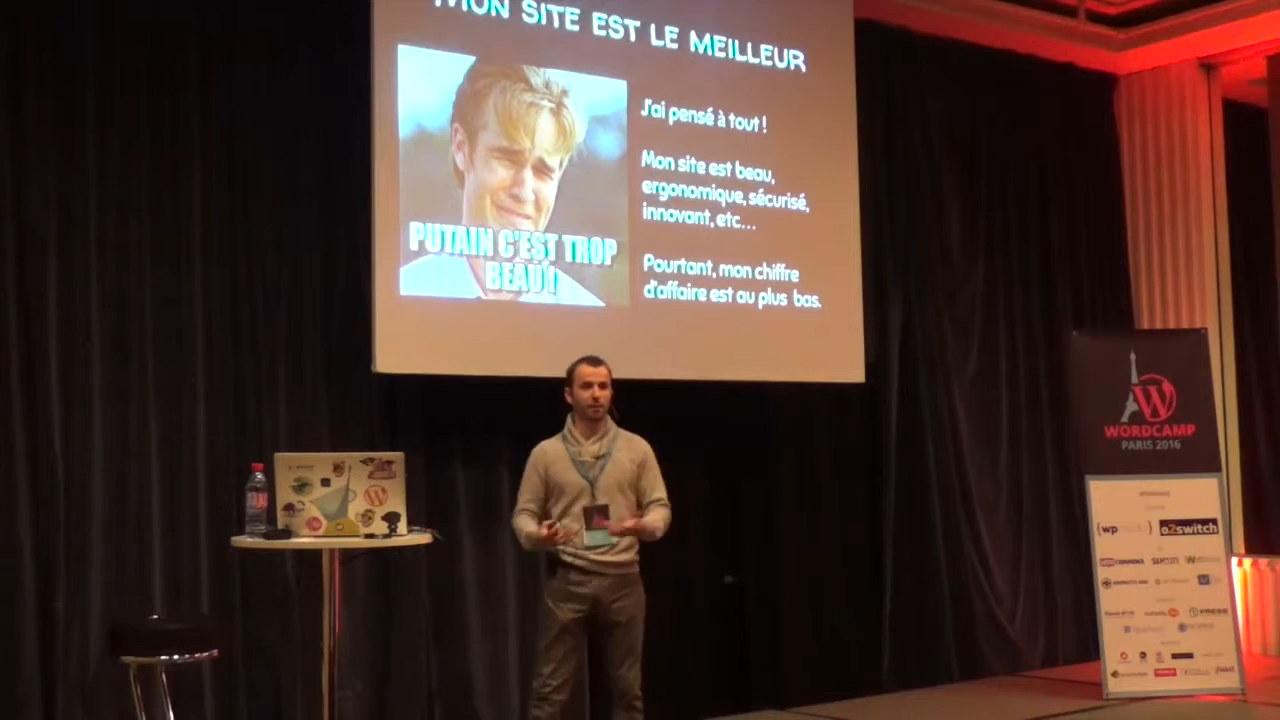 MON SITE EST LE MEILLEUR
PUTAIN C'EST TROP
BEAU !
J'ai pensé à tout !
Mon site est beau,
ergonomique, sécurisé,
innovant, etc...
Pourtant, mon chiffre
d'affaire est au plus bas.
W
WORDCAMP
PARIS 2016
o2switch